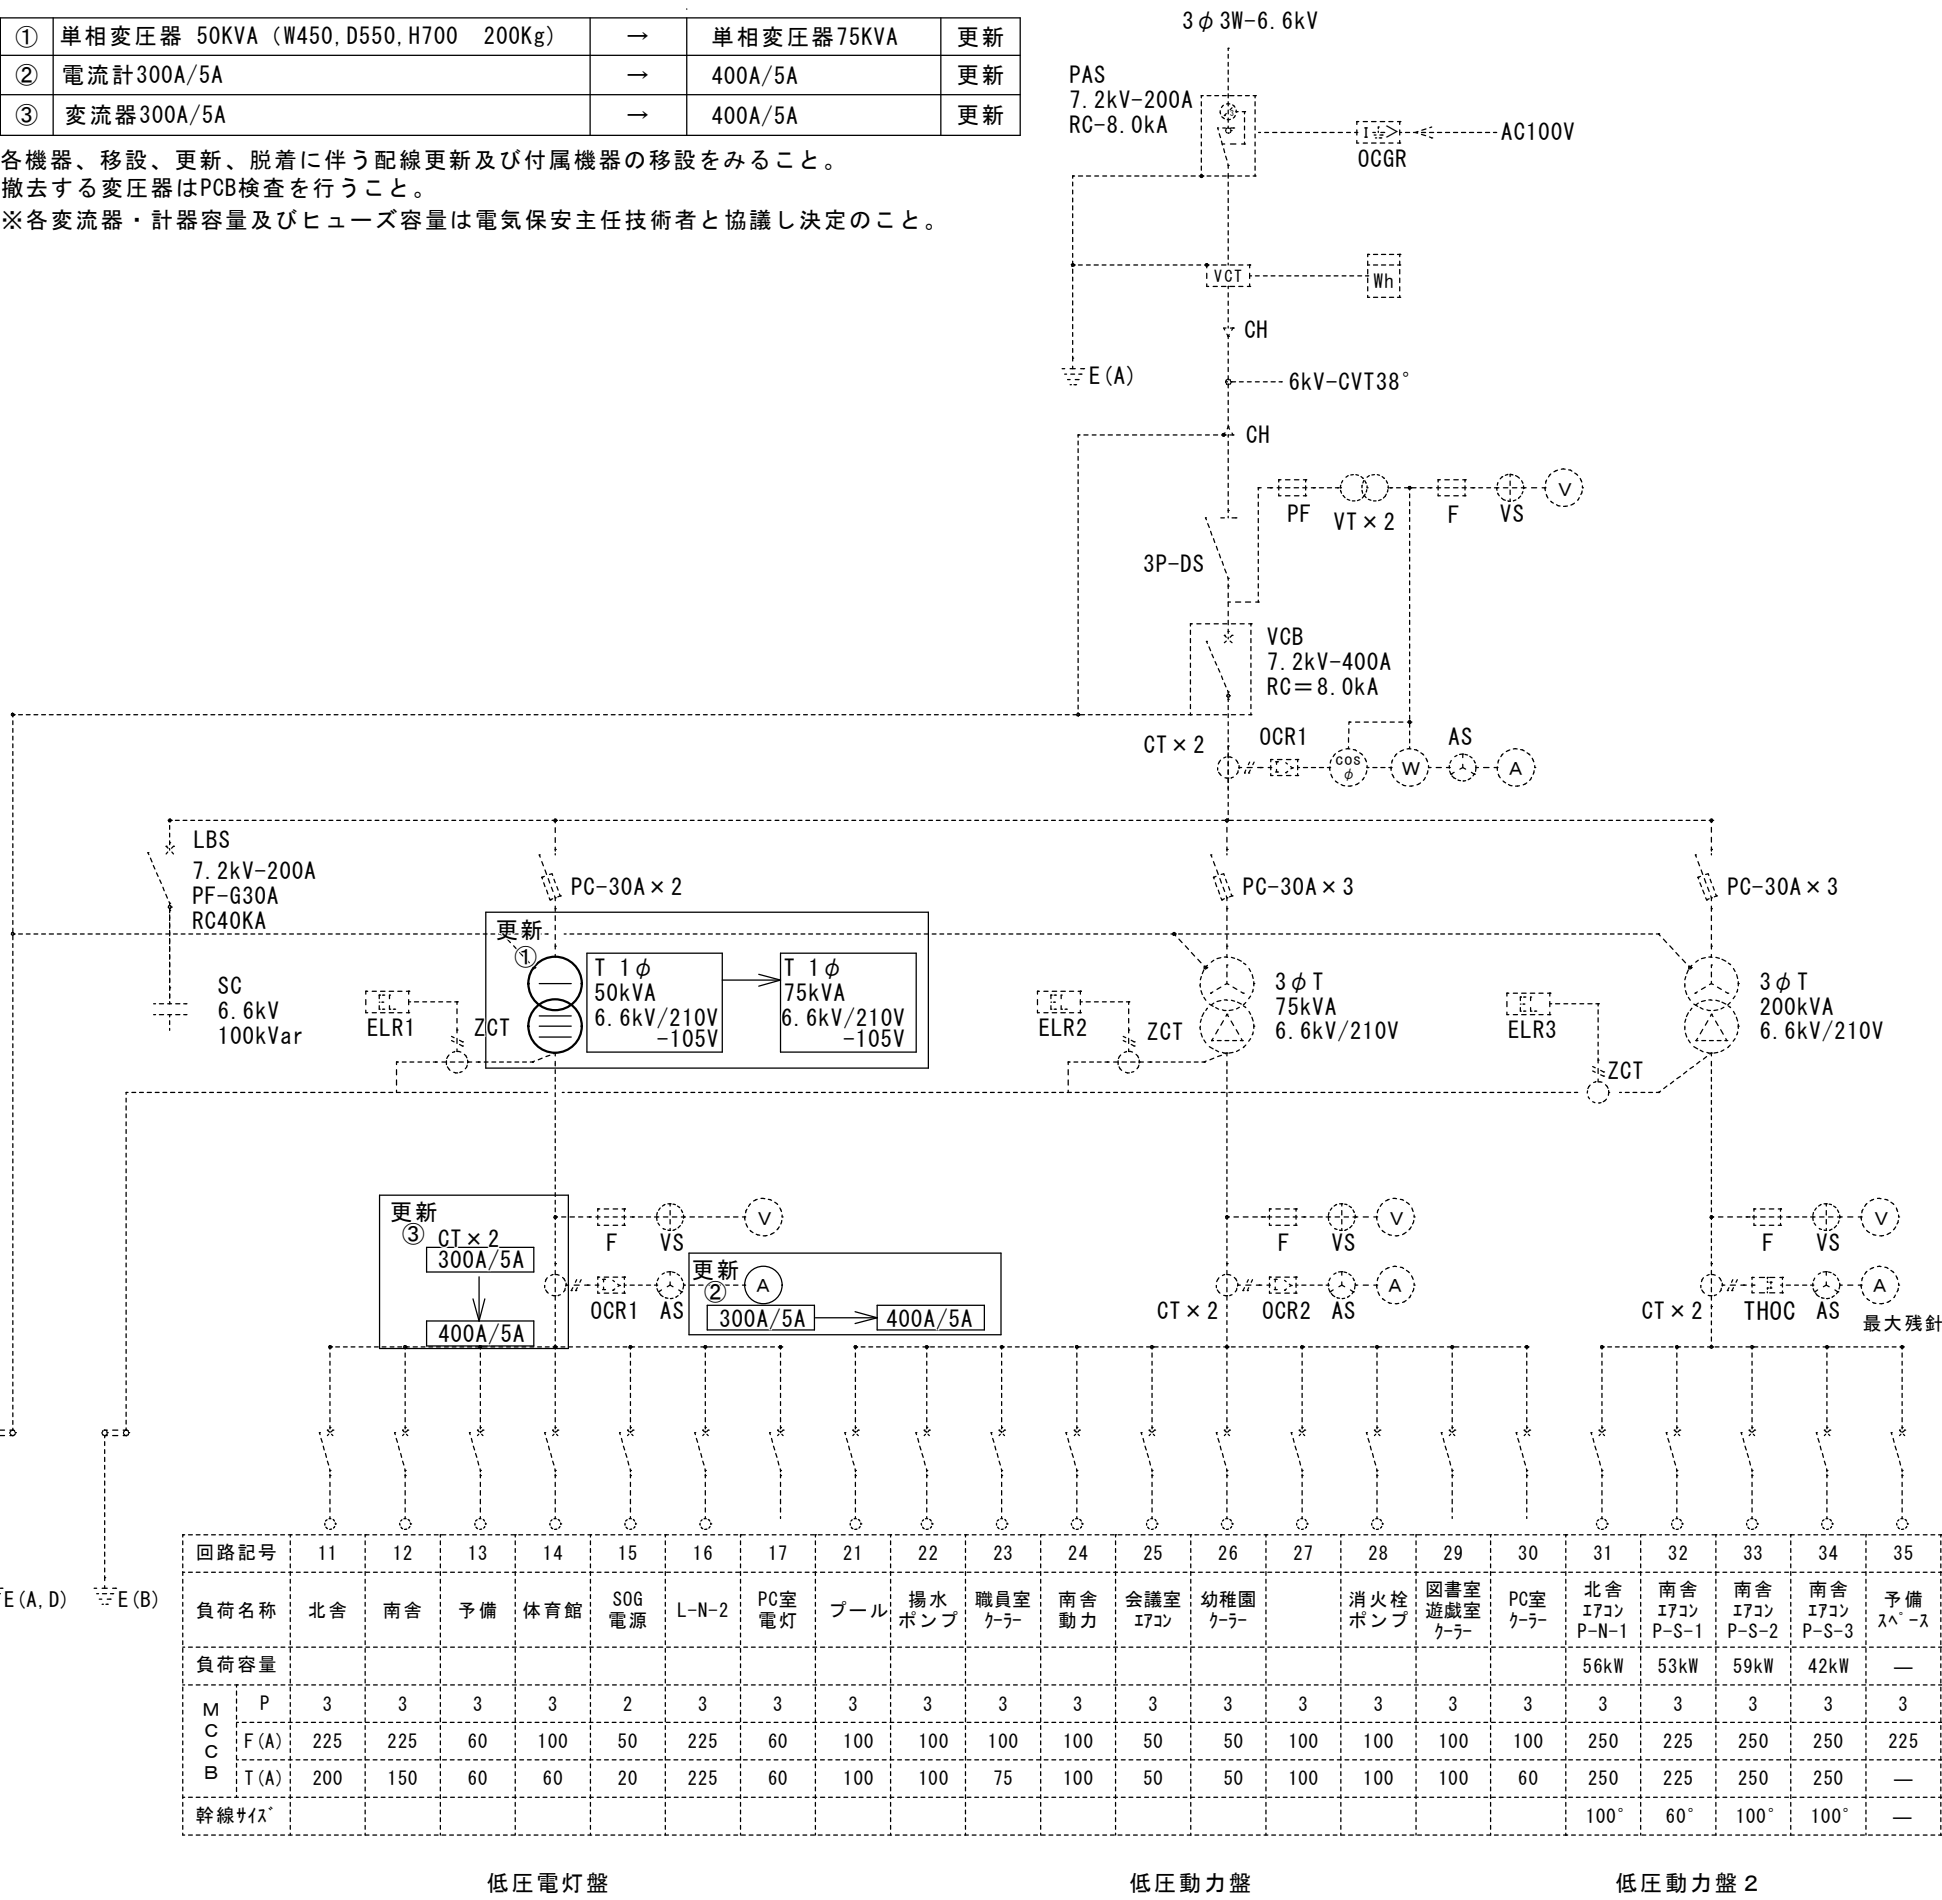 ① 単相変圧器 50KVA（W450,D550,H700　200Kg） → 単相変圧器75KVA 更新
② 電流計300A/5A → 400A/5A 更新
③ 変流器300A/5A → 400A/5A 更新
各機器、移設、更新、脱着に伴う配線更新及び付属機器の移設をみること。
撤去する変圧器はPCB検査を行うこと。
※各変流器・計器容量及びヒューズ容量は電気保安主任技術者と協議し決定のこと。
3φ3W-6.6kV
PAS
7.2kV-200A
RC-8.0kA
I⏚>
AC100V
OCGR
VCT
Wh
CH
E(A)
6kV-CVT38°
CH
PF
VT×2
F
VS
V
3P-DS
VCB
7.2kV-400A
RC＝8.0kA
CT×2
OCR1
cosφ
W
AS
A
LBS
7.2kV-200A
PF-G30A
RC40KA
PC-30A×2
PC-30A×3
PC-30A×3
更新
①
T 1φ
50kVA
6.6kV/210V
-105V
T 1φ
75kVA
6.6kV/210V
-105V
SC
6.6kV
100kVar
EL
ELR1
ZCT
EL
ELR2
ZCT
3φT
75kVA
6.6kV/210V
EL
ELR3
ZCT
3φT
200kVA
6.6kV/210V
更新
③ CT×2
300A/5A
400A/5A
F
VS
V
OCR1
AS
更新
②
A
300A/5A
400A/5A
F
VS
V
CT×2
OCR2
AS
A
F
VS
V
CT×2
THOC
AS
A
最大残針
E(A,D)
E(B)
回路記号 11 12 13 14 15 16 17 21 22 23 24 25 26 27 28 29 30 31 32 33 34 35
負荷名称 北舎 南舎 予備 体育館 SOG電源 L-N-2 PC室電灯 プール 揚水ポンプ 職員室ｸｰﾗｰ 南舎動力 会議室ｴｱｺﾝ 幼稚園ｸｰﾗｰ 消火栓ポンプ 図書室遊戯室ｸｰﾗｰ PC室ｸｰﾗｰ 北舎ｴｱｺﾝP-N-1 南舎ｴｱｺﾝP-S-1 南舎ｴｱｺﾝP-S-2 南舎ｴｱｺﾝP-S-3 予備ｽﾍﾟｰｽ
負荷容量 56kW 53kW 59kW 42kW —
MCCB
P 3 3 3 3 2 3 3 3 3 3 3 3 3 3 3 3 3 3 3 3 3 3
F(A) 225 225 60 100 50 225 60 100 100 100 100 50 50 100 100 100 100 250 225 250 250 225
T(A) 200 150 60 60 20 225 60 100 100 75 100 50 50 100 100 100 60 250 225 250 250 —
幹線ｻｲｽﾞ 100° 60° 100° 100° —
低圧電灯盤
低圧動力盤
低圧動力盤２